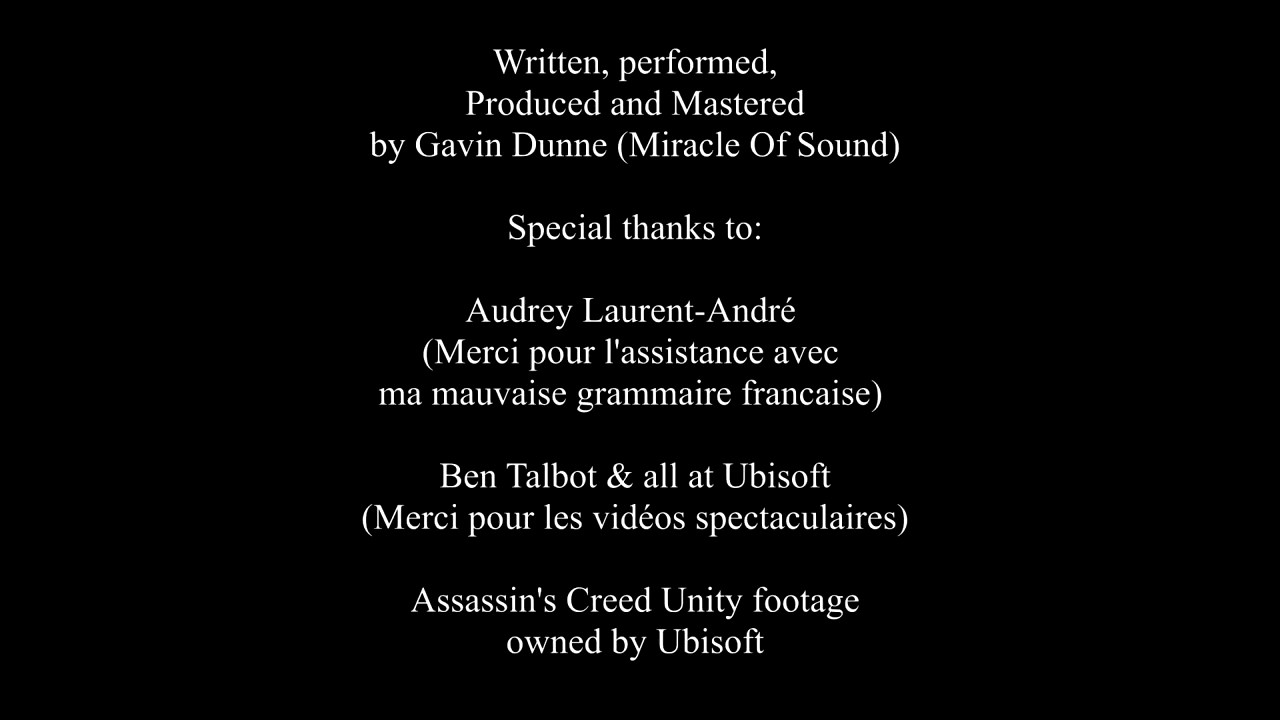 Written, performed,
Produced and Mastered
by Gavin Dunne (Miracle Of Sound)
Special thanks to:
Audrey Laurent-André
(Merci pour l'assistance avec
ma mauvaise grammaire francaise)
Ben Talbot & all at Ubisoft
(Merci pour les vidéos spectaculaires)
Assassin's Creed Unity footage
owned by Ubisoft